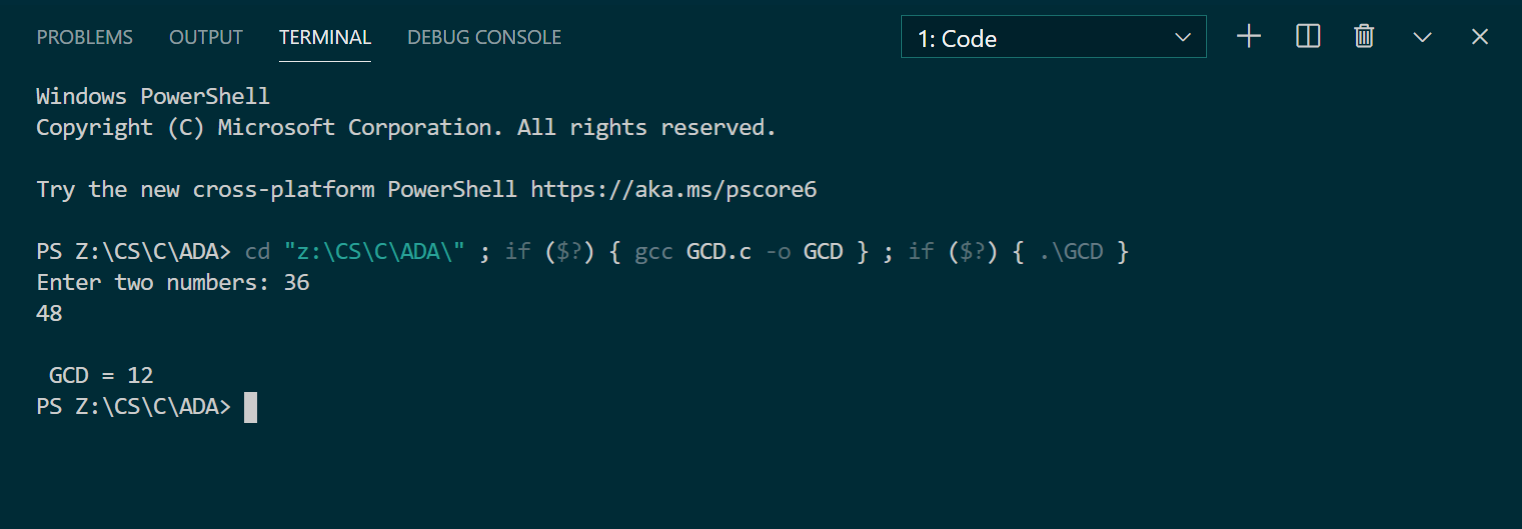 PROBLEMS OUTPUT TERMINAL DEBUG CONSOLE 1: Code
Windows PowerShell
Copyright (C) Microsoft Corporation. All rights reserved.
Try the new cross-platform PowerShell https://aka.ms/pscore6
PS Z:\CS\C\ADA> cd "z:\CS\C\ADA\" ; if ($?) { gcc GCD.c -o GCD } ; if ($?) { .\GCD }
Enter two numbers: 36
48
GCD = 12
PS Z:\CS\C\ADA>